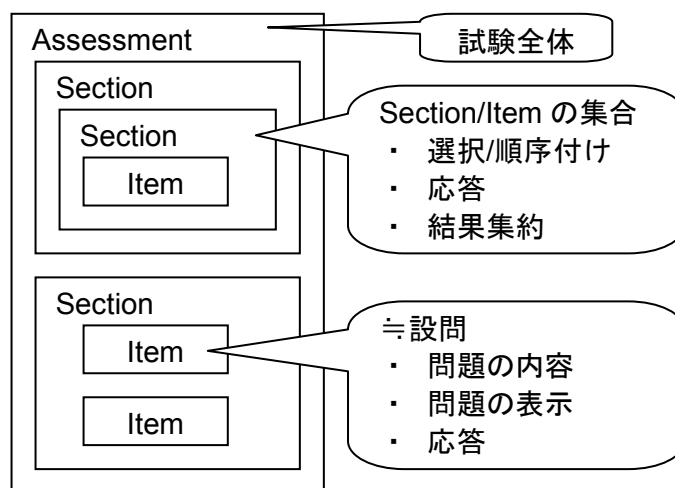 Assessment
試験全体
Section
Section
Item
Section/Item の集合
・ 選択/順序付け
・ 応答
・ 結果集約
Section
Item
Item
≒設問
・ 問題の内容
・ 問題の表示
・ 応答